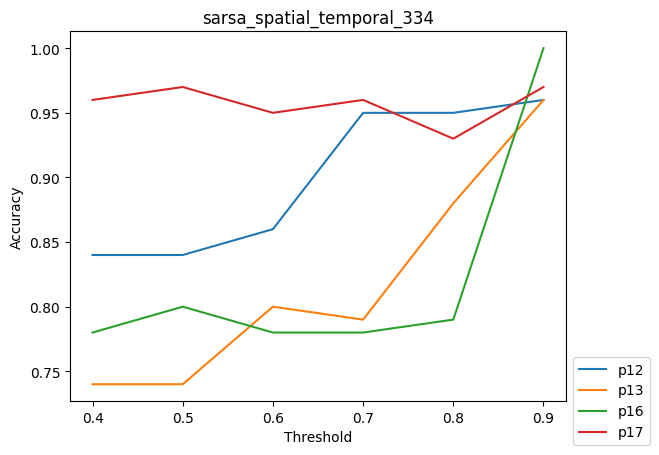 sarsa_spatial_temporal_334
Accuracy
1.00
0.95
0.90
0.85
0.80
0.75
0.4 0.5 0.6 0.7 0.8 0.9
Threshold
p12
p13
p16
p17